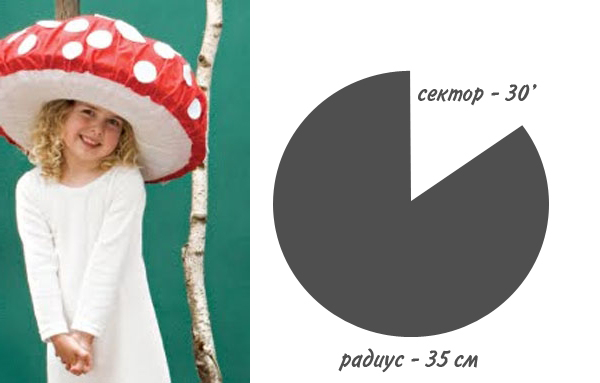 сектор - 30'
радиус - 35 см